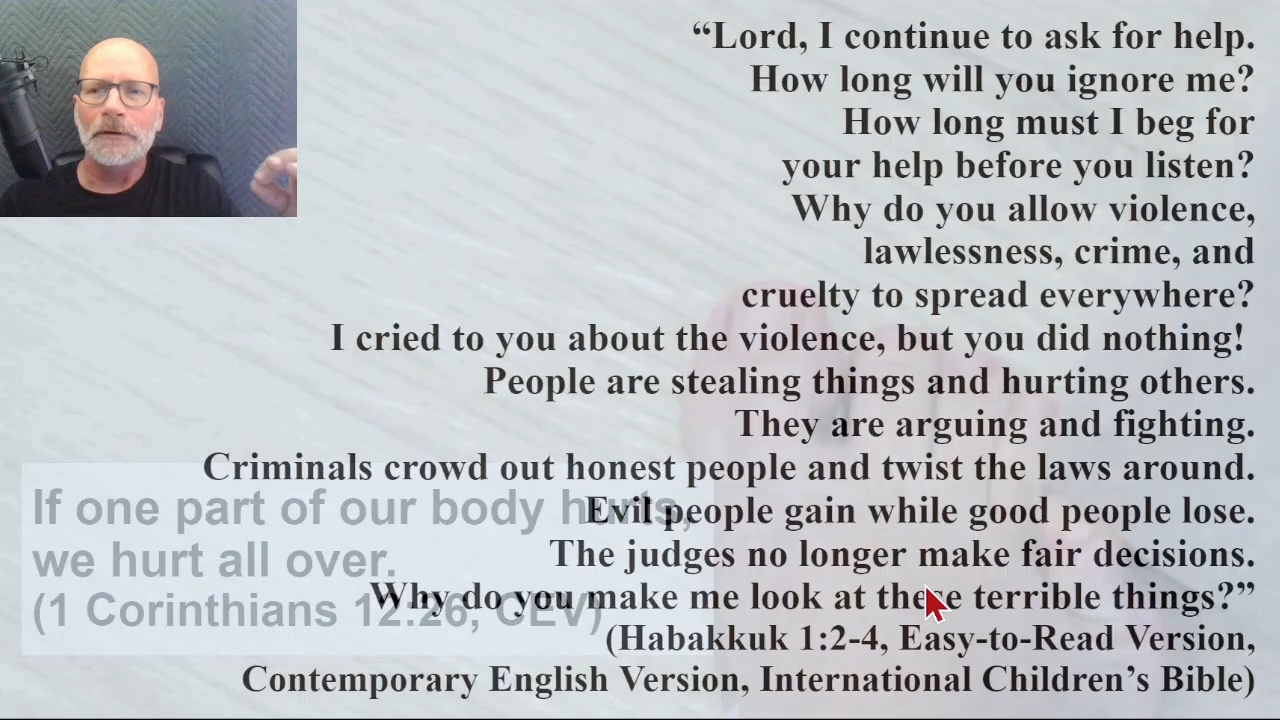 “Lord, I continue to ask for help.
How long will you ignore me?
How long must I beg for
your help before you listen?
Why do you allow violence,
lawlessness, crime, and
cruelty to spread everywhere?
I cried to you about the violence, but you did nothing!
People are stealing things and hurting others.
They are arguing and fighting.
Criminals crowd out honest people and twist the laws around.
Evil people gain while good people lose.
The judges no longer make fair decisions.
Why do you make me look at these terrible things?”
(Habakkuk 1:2-4, Easy-to-Read Version,
Contemporary English Version, International Children’s Bible)
If one part of our body hurts,
we hurt all over.
(1 Corinthians 12:26, CEV)